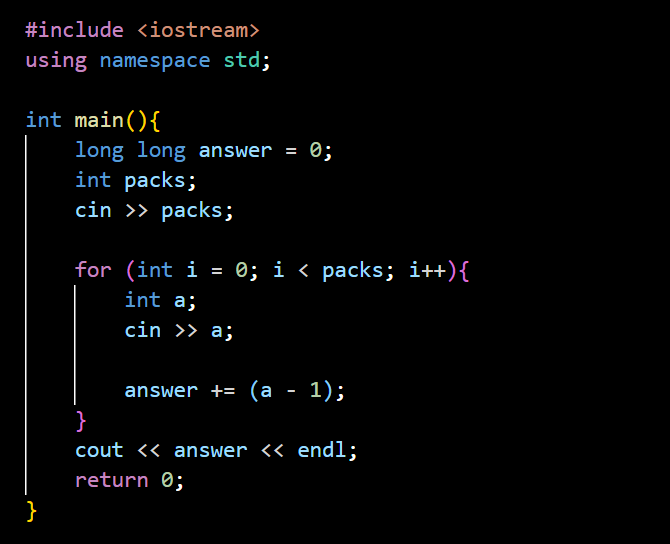 #include <iostream>
using namespace std;
int main(){
long long answer = 0;
int packs;
cin >> packs;
for (int i = 0; i < packs; i++){
int a;
cin >> a;
answer += (a - 1);
}
cout << answer << endl;
return 0;
}